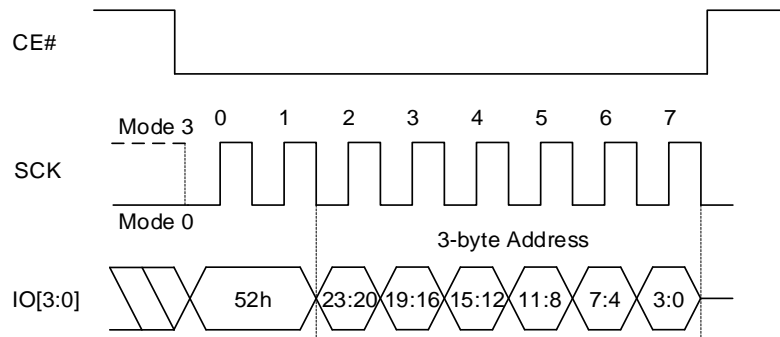 CE#
Mode 3
0 1 2 3 4 5 6 7
SCK
Mode 0
3-byte Address
IO[3:0]
52h 23:20 19:16 15:12 11:8 7:4 3:0